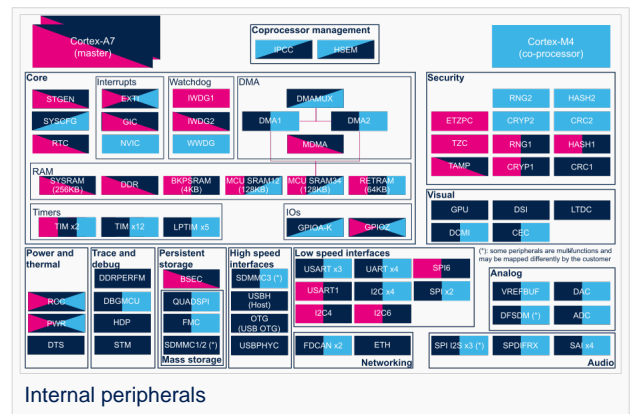 Cortex-A7
(master)
Coprocessor management
IPCC
HSEM
Cortex-M4
(co-processor)
Core
STGEN
SYSCFG
RTC
Interrupts
EXTI
GIC
NVIC
Watchdog
IWDG1
IWDG2
WWDG
DMA
DMAMUX
DMA1
DMA2
MDMA
Security
RNG2
HASH2
ETZPC
CRYP2
CRC2
TZC
RNG1
HASH1
TAMP
CRYP1
CRC1
RAM
SYSRAM
(256KB)
DDR
BKPSRAM
(4KB)
MCU SRAM12
(128KB)
MCU SRAM34
(128KB)
RETRAM
(64KB)
Timers
TIM x2
TIM x12
LPTIM x5
IOs
GPIOA-K
GPIOZ
Visual
GPU
DSI
LTDC
DCMI
CEC
Power and
thermal
RCC
PWR
DTS
Trace and
debug
DDRPERFM
DBGMCU
HDP
STM
Persistent
storage
BSEC
QUADSPI
FMC
SDMMC1/2 (*)
Mass storage
High speed
interfaces
SDMMC3 (*)
USBH
(Host)
OTG
(USB OTG)
USBPHYC
Low speed interfaces
USART x3
UART x4
SPI6
USART1
I2C x4
SPI x2
I2C4
I2C6
(*): some peripherals are multifunctions and
may be mapped differently by the customer
Analog
VREFBUF
DAC
DFSDM (*)
ADC
FDCAN x2
ETH
Networking
SPI I2S x3 (*)
SPDIFRX
SAI x4
Audio
Internal peripherals